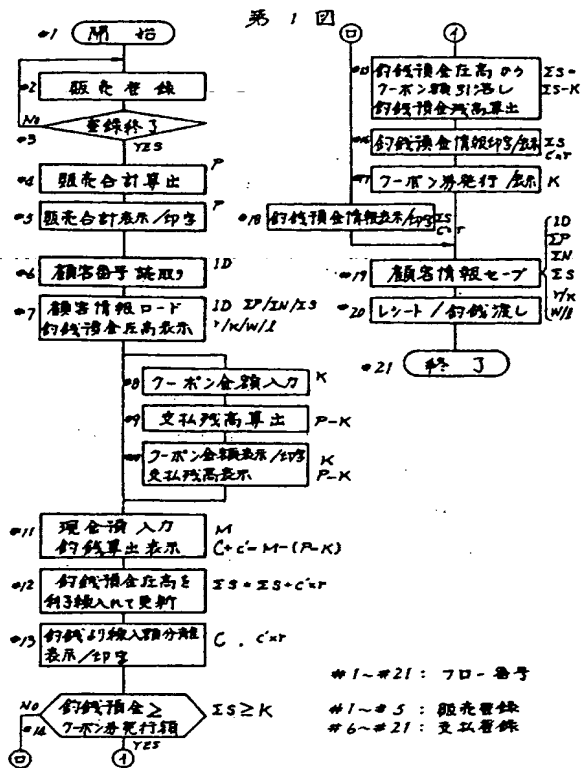 第1図
#1 開始
#2 販売登録
#3 登録終了
NO
YES
#4 販売合計算出 P
#5 販売合計表示/印字 P
#6 顧客番号読取り ID
#7 顧客情報ロード
釣銭預金在高表示
ID ΣP/ΣN/ΣS
r/K/W/l
#8 クーポン金額入力 K
#9 支払残高算出 P-K
クーポン金額表示/印字
支払残高表示
K
P-K
#11 現金預入力
釣銭算出表示
M
C+c'=M-(P-K)
#12 釣銭預金在高を
利子繰入れて更新
ΣS=ΣS+c'×r
#13 釣銭より繰入額分離
表示/印字
C . c'×r
#14 釣銭預金≥
クーポン券発行額
ΣS≥K
NO
YES
ロ
イ
ロ
イ
釣銭預金在高から
クーポン額引落し
釣銭預金残高算出
ΣS=
ΣS-K
#16 釣銭預金情報印字/表示 ΣS
c'×r
クーポン券発行/表示 K
#18 釣銭預金情報表示/印字 ΣS
c'×r
#19 顧客情報セーブ
ID
ΣP
ΣN
ΣS
r/K
W/l
#20 レシート/釣銭渡し
#21 終了
#1~#21: フロー番号
#1~#5: 販売登録
#6~#21: 支払登録